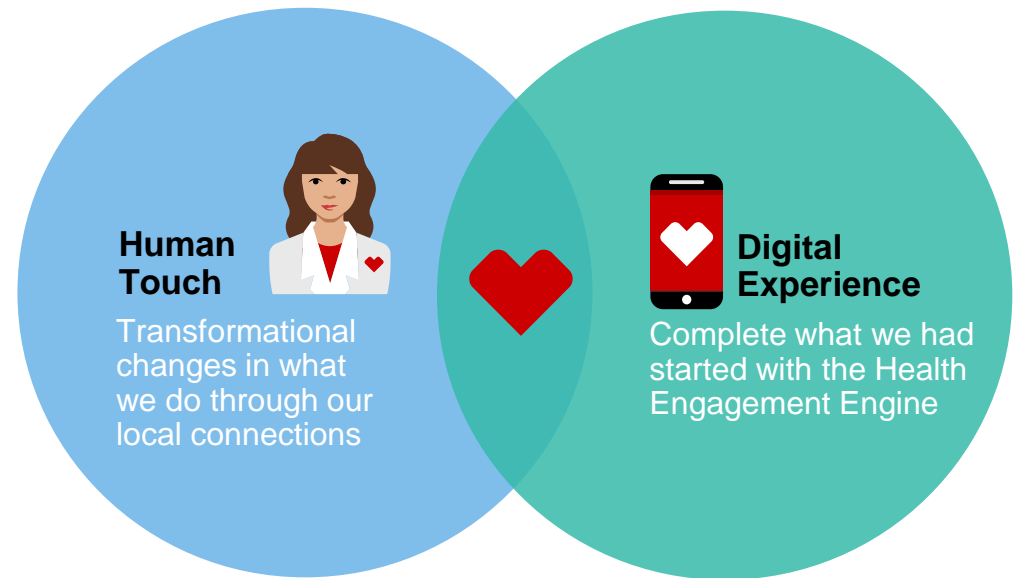 Human
Touch
Transformational
changes in what
we do through our
local connections
Digital
Experience
Complete what we had
started with the Health
Engagement Engine